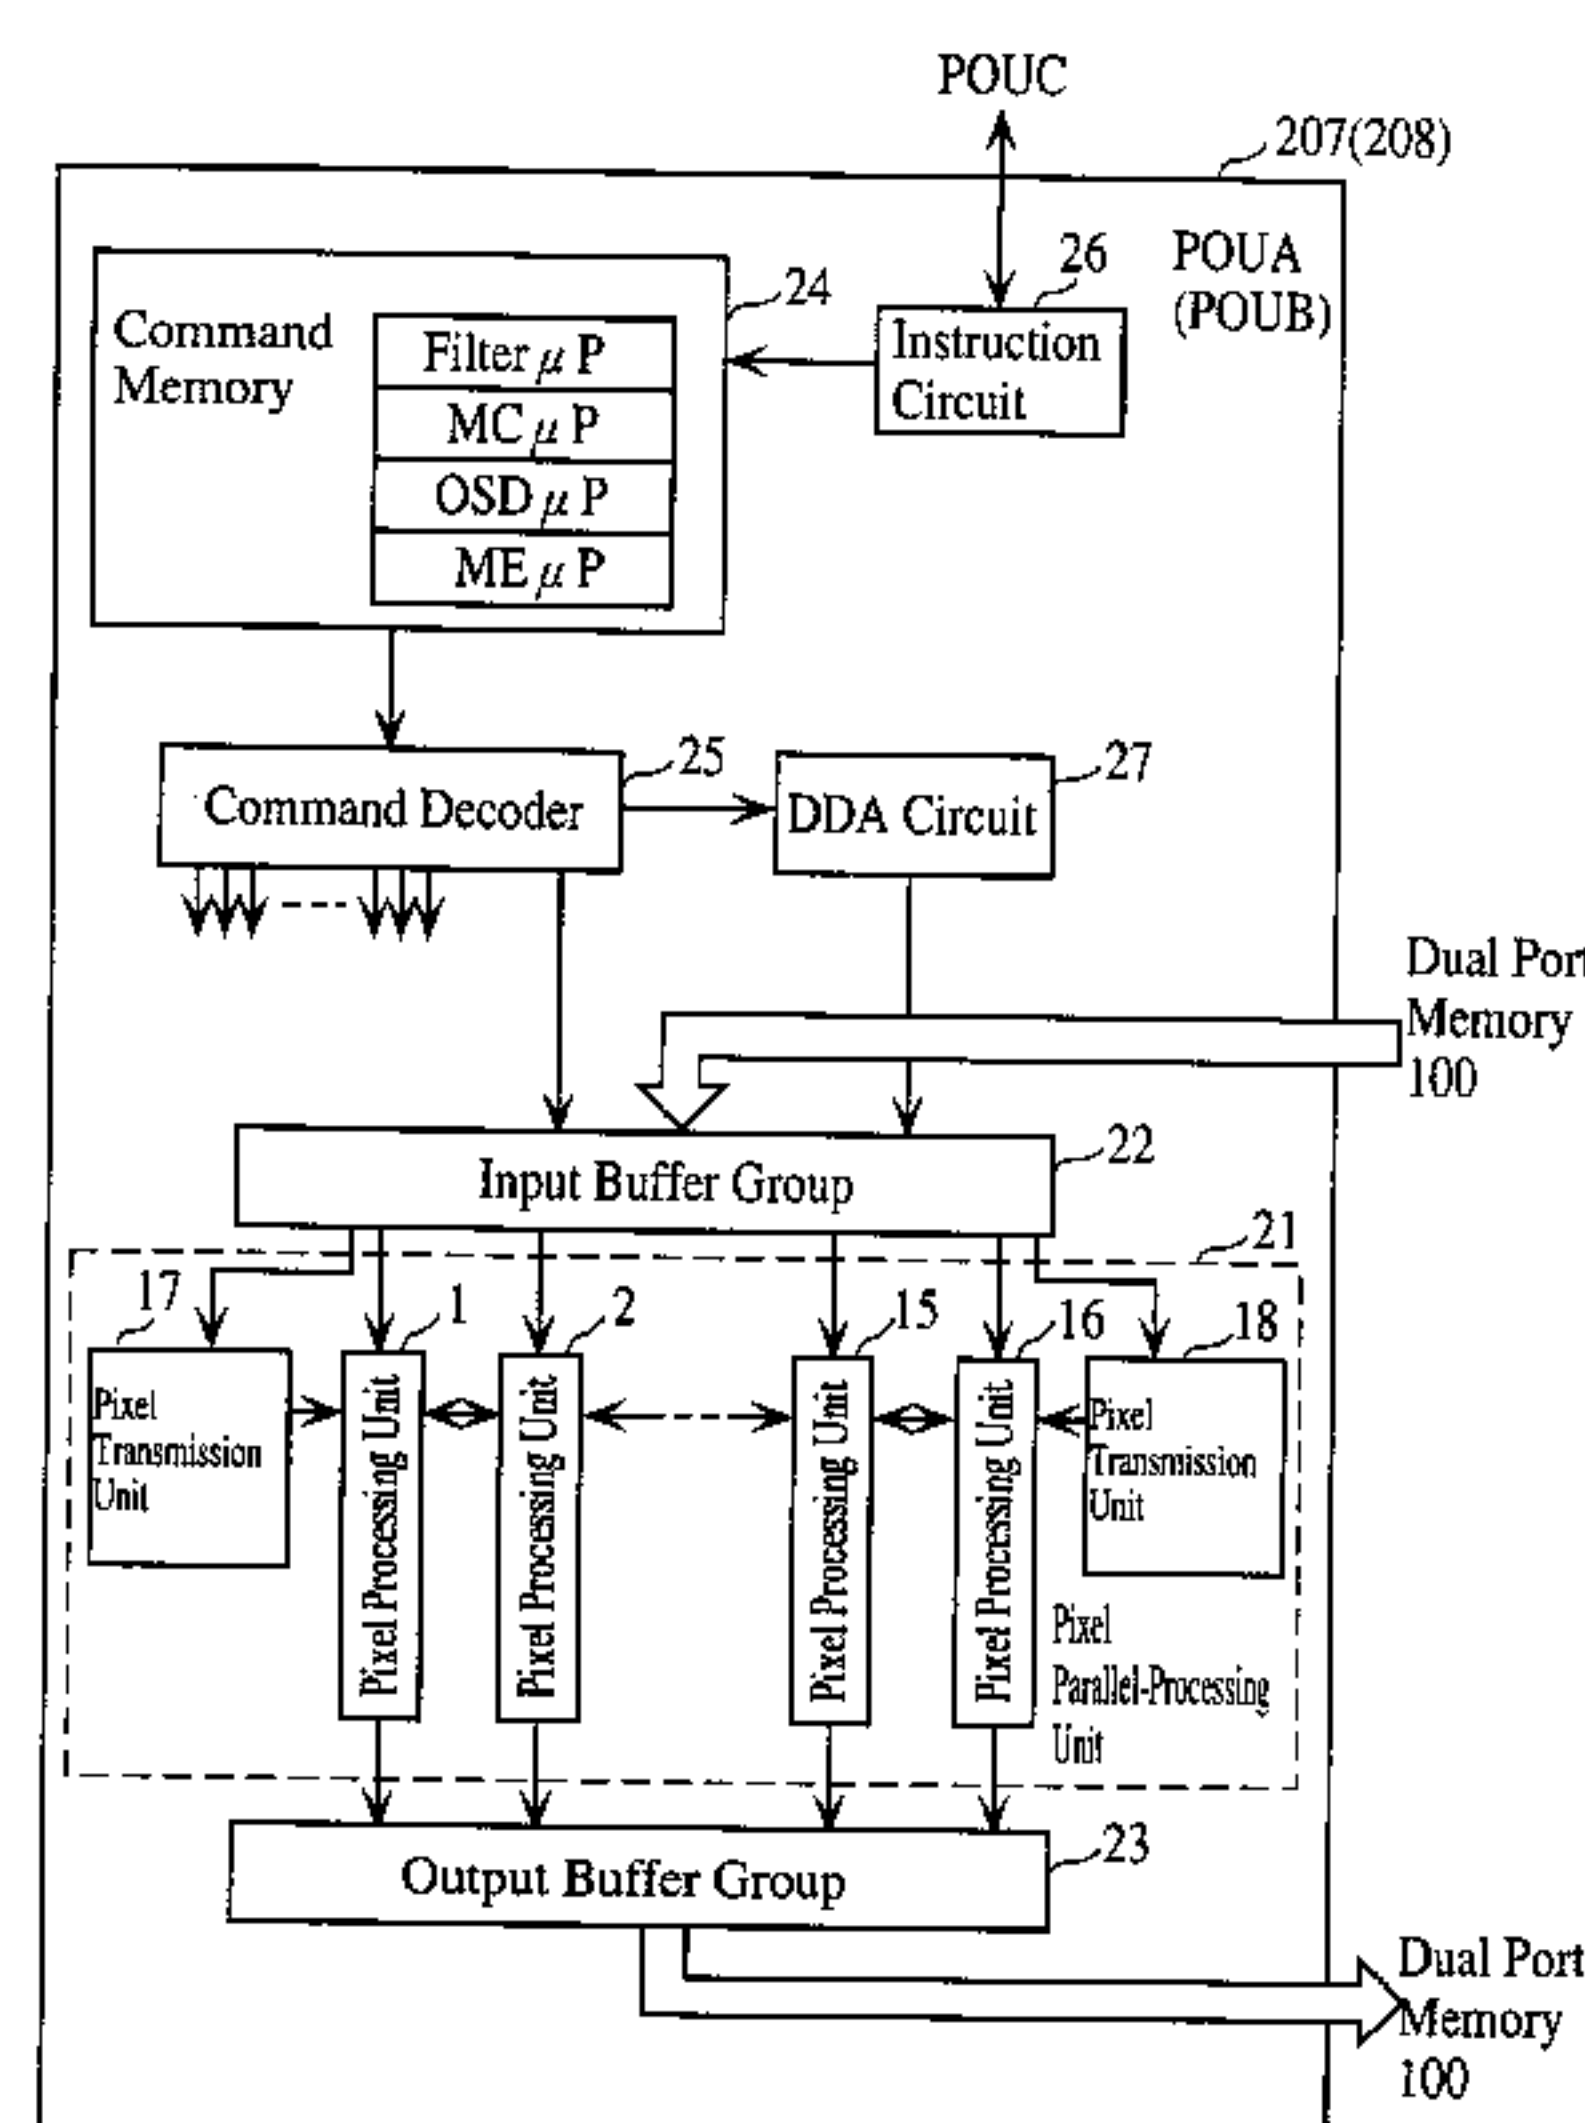 POUC
207(208)
POUA
(POUB)
26
24
Command
Memory
Filter μ P
MC μ P
OSD μ P
ME μ P
Instruction
Circuit
25
27
Command Decoder
DDA Circuit
Dual Port
Memory
100
22
Input Buffer Group
21
17
1
2
15
16
18
Pixel
Transmission
Unit
Pixel Processing Unit
Pixel Processing Unit
Pixel Processing Unit
Pixel Processing Unit
Pixel
Transmission
Unit
Pixel
Parallel-Processing
Unit
23
Output Buffer Group
Dual Port
Memory
100